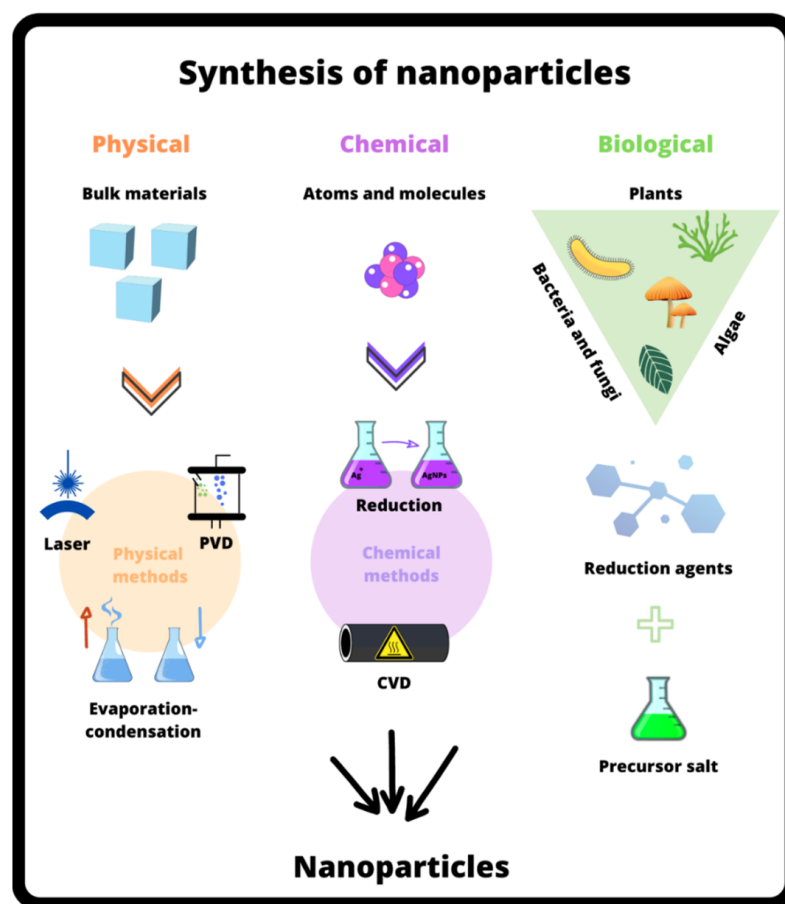 Synthesis of nanoparticles
Physical
Chemical
Biological
Bulk materials
Atoms and molecules
Plants
Bacteria and fungi
Algae
Ag+
AgNPs
Reduction
Laser
PVD
Physical
methods
Chemical
methods
Reduction agents
CVD
Evaporation-
condensation
Precursor salt
Nanoparticles